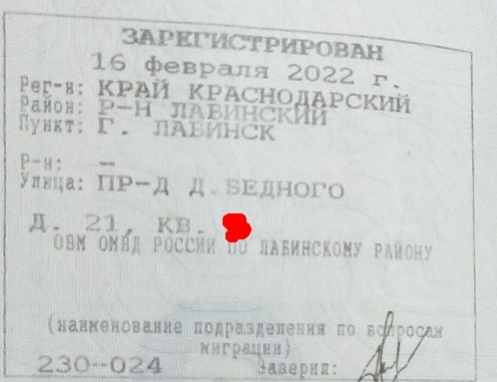 ЗАРЕГИСТРИРОВАН
16 февраля 2022 г.
Рег-н: КРАЙ КРАСНОДАРСКИЙ
Район: Р-Н ЛАБИНСКИЙ
Пункт: Г. ЛАБИНСК
Р-н: –
Улица: ПР-Д Д.БЕДНОГО
Д. 21, КВ.
ОВМ ОМВД РОССИИ ПО ЛАБИНСКОМУ РАЙОНУ
(наименование подразделения по вопросам
миграции)
230-024 Заверил: